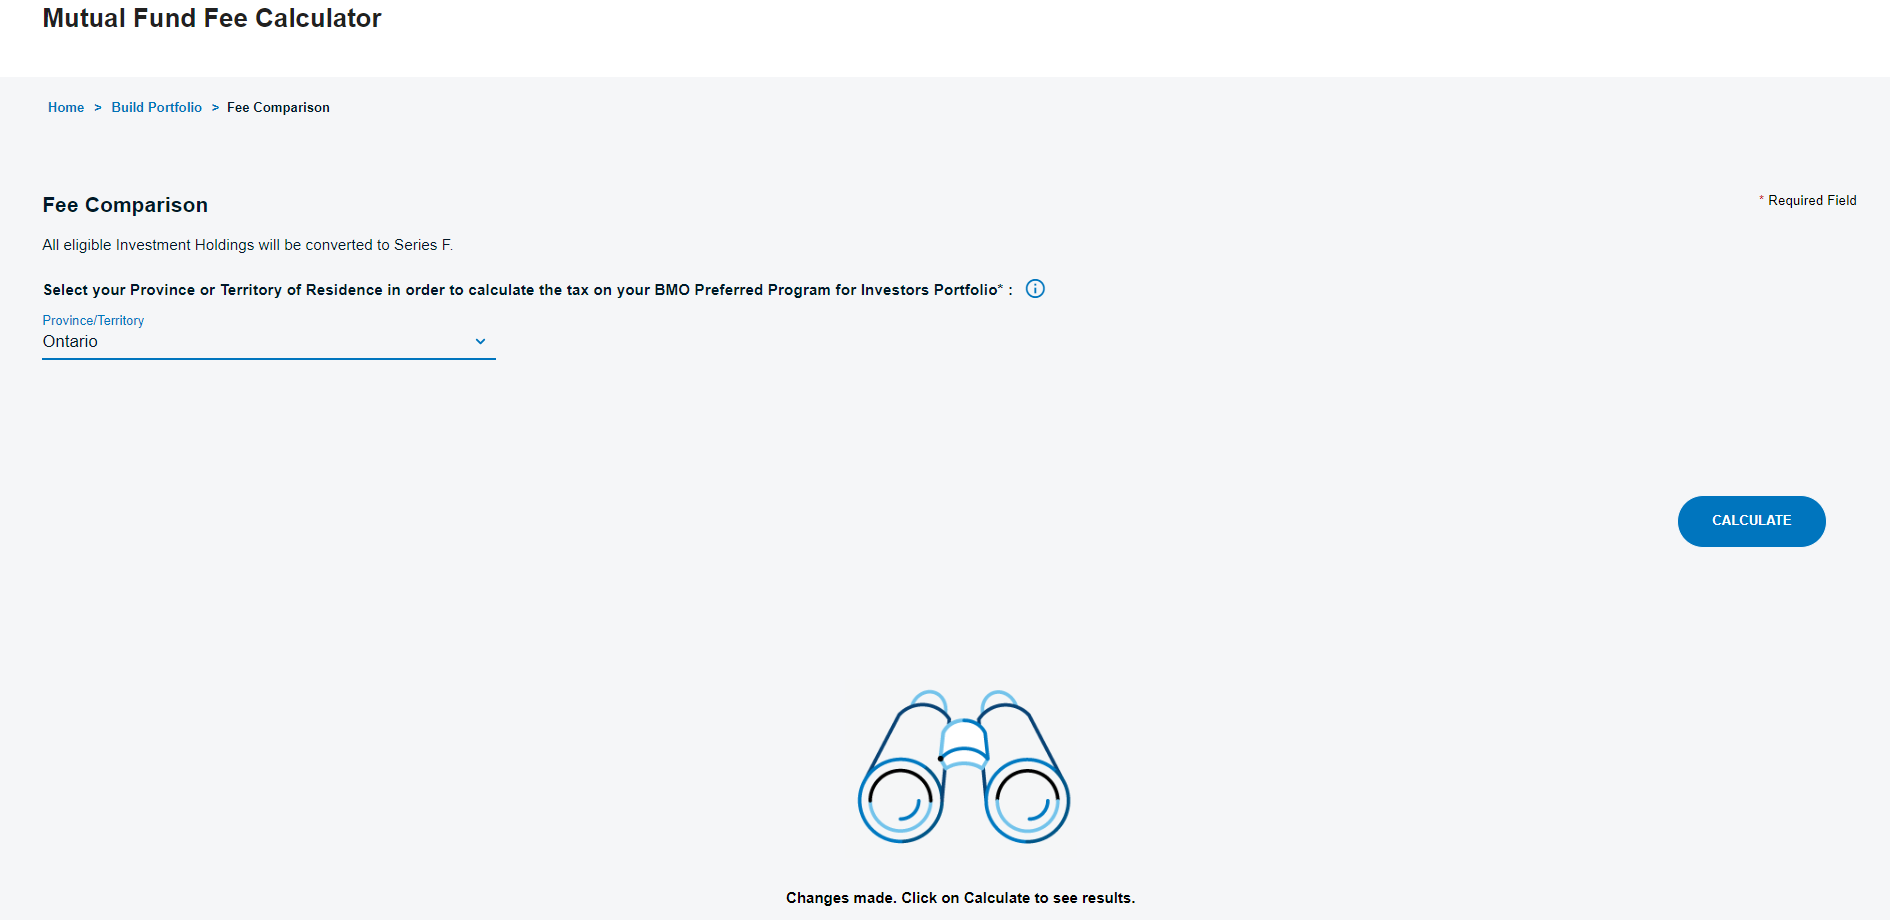 Mutual Fund Fee Calculator
Home > Build Portfolio > Fee Comparison
Fee Comparison
* Required Field
All eligible Investment Holdings will be converted to Series F.
Select your Province or Territory of Residence in order to calculate the tax on your BMO Preferred Program for Investors Portfolio* :
Province/Territory
Ontario
CALCULATE
Changes made. Click on Calculate to see results.